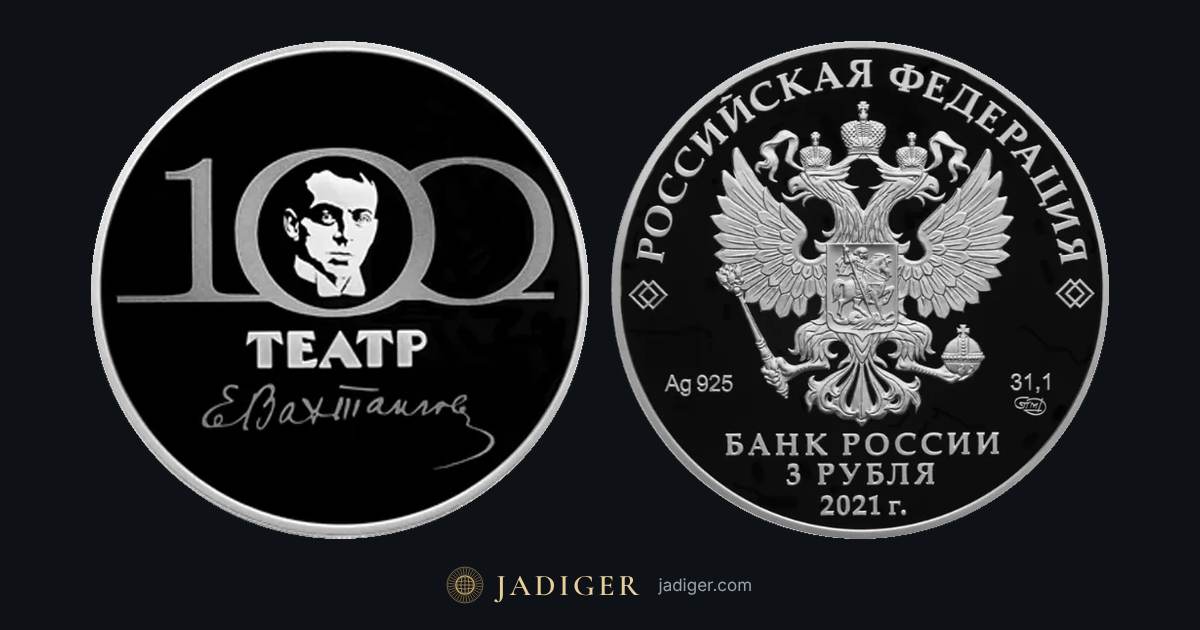 100
ТЕАТР
Е Вахтангов
РОССИЙСКАЯ ФЕДЕРАЦИЯ
Ag 925
31,1
БАНК РОССИИ
3 РУБЛЯ
2021 г.
JADIGER jadiger.com